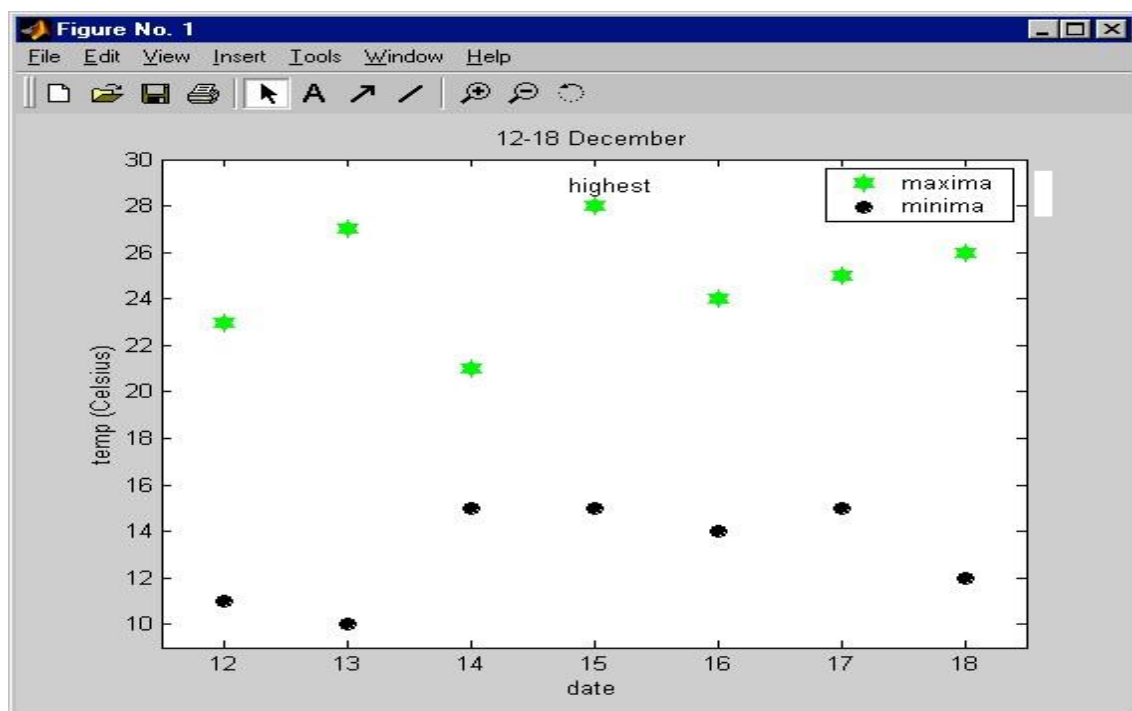 Figure No. 1
File Edit View Insert Tools Window Help
A
12-18 December
highest
maxima
minima
30
28
26
24
22
20
18
16
14
12
10
temp (Celsius)
12 13 14 15 16 17 18
date